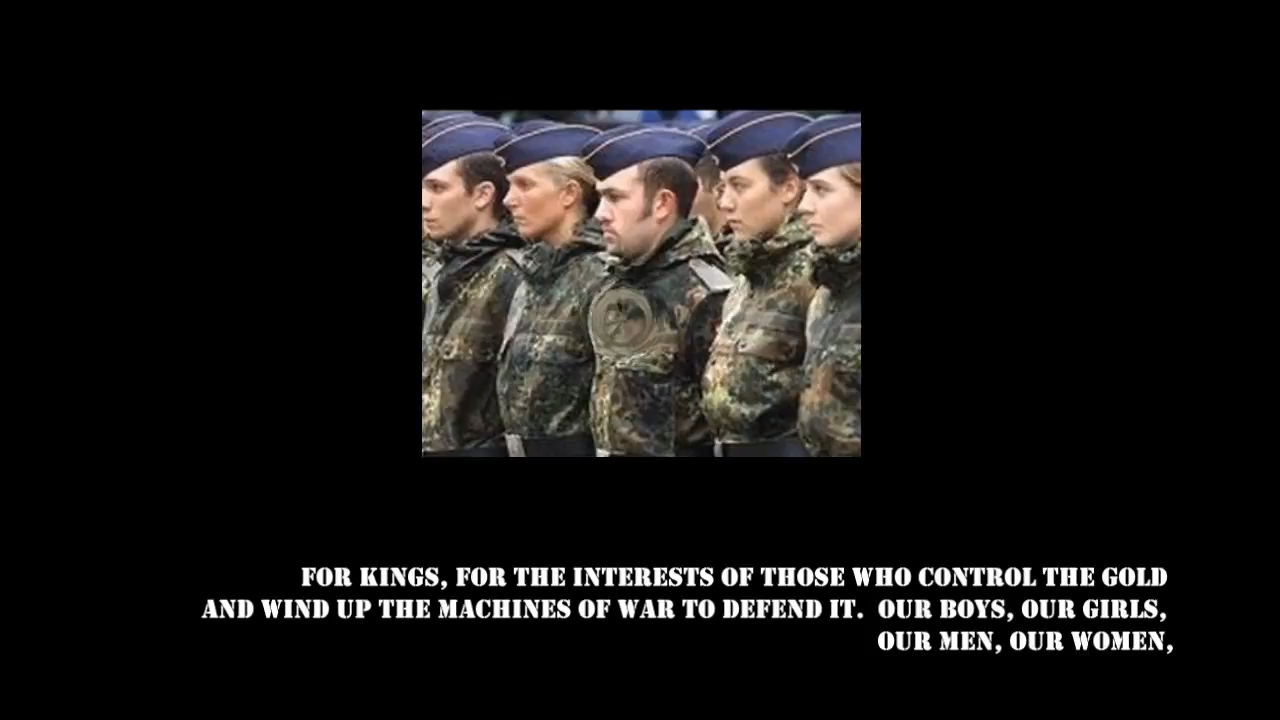 FOR KINGS, FOR THE INTERESTS OF THOSE WHO CONTROL THE GOLD
AND WIND UP THE MACHINES OF WAR TO DEFEND IT. OUR BOYS, OUR GIRLS,
OUR MEN, OUR WOMEN,